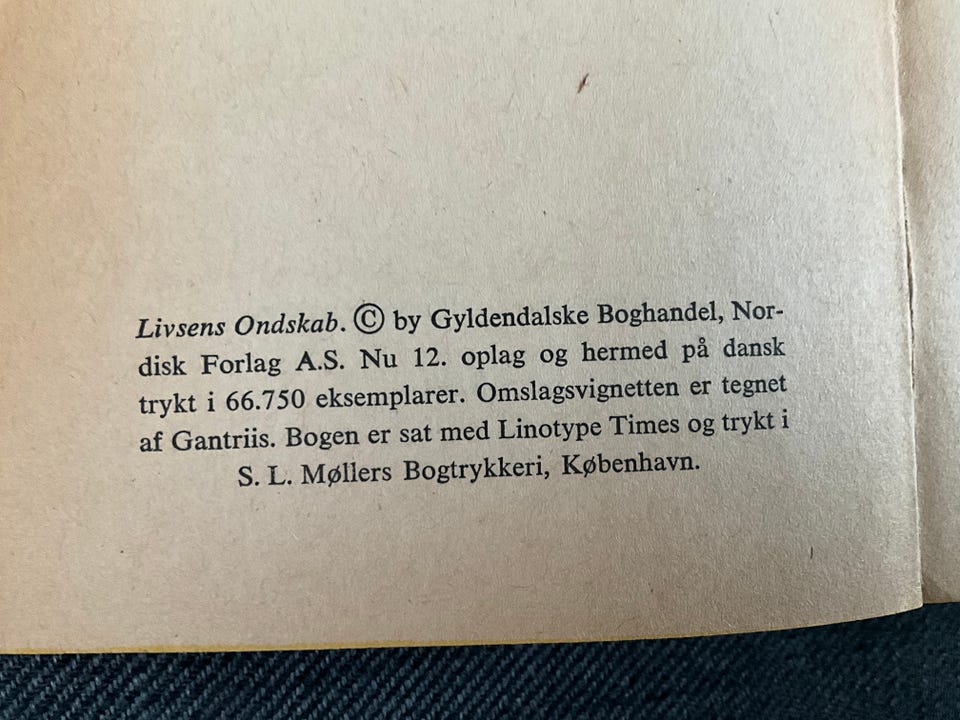 Livsens Ondskab. © by Gyldendalske Boghandel, Nor-
disk Forlag A.S. Nu 12. oplag og hermed på dansk
trykt i 66.750 eksemplarer. Omslagsvignetten er tegnet
af Gantriis. Bogen er sat med Linotype Times og trykt i
S. L. Møllers Bogtrykkeri, København.